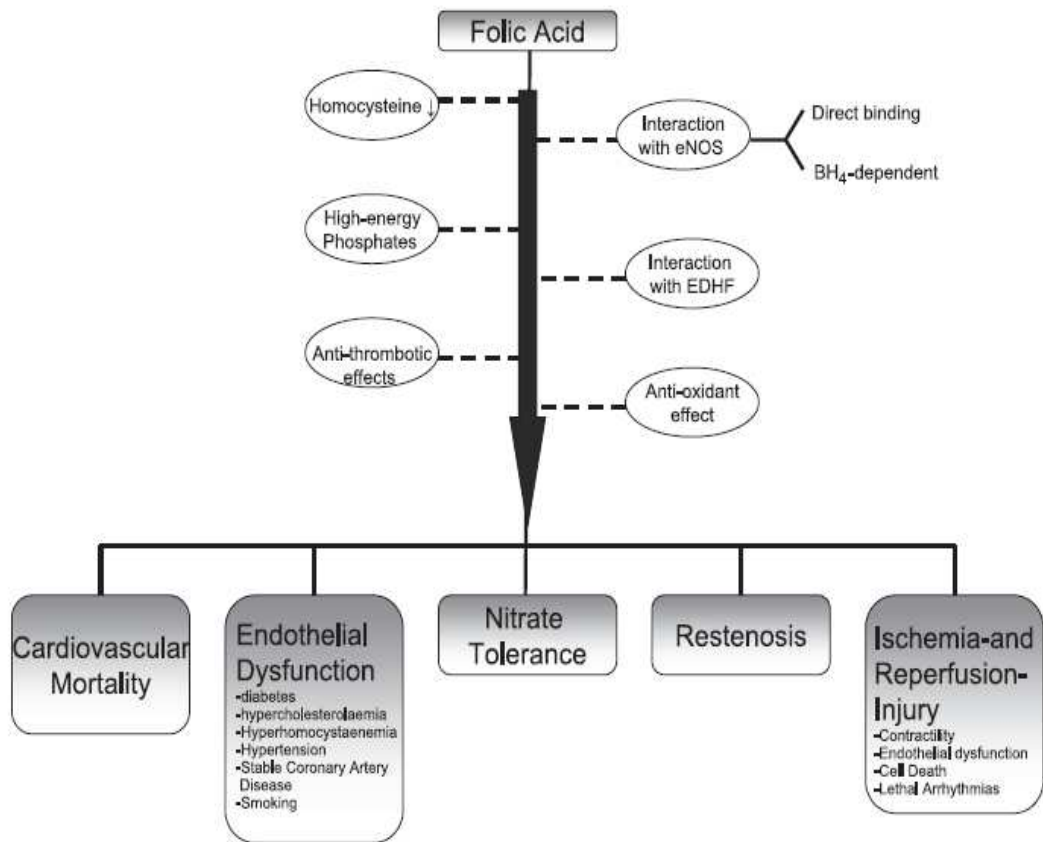 Folic Acid
Homocysteine ↓
Interaction
with eNOS
Direct binding
BH₄-dependent
High-energy
Phosphates
Interaction
with EDHF
Anti-thrombotic
effects
Anti-oxidant
effect
Cardiovascular
Mortality
Endothelial
Dysfunction
-diabetes
-hypercholesterolaemia
-Hyperhomocystaenemia
-Hypertension
-Stable Coronary Artery
Disease
-Smoking
Nitrate
Tolerance
Restenosis
Ischemia-and
Reperfusion-
Injury
-Contractility
-Endothelial dysfunction
-Cell Death
-Lethal Arrhythmias